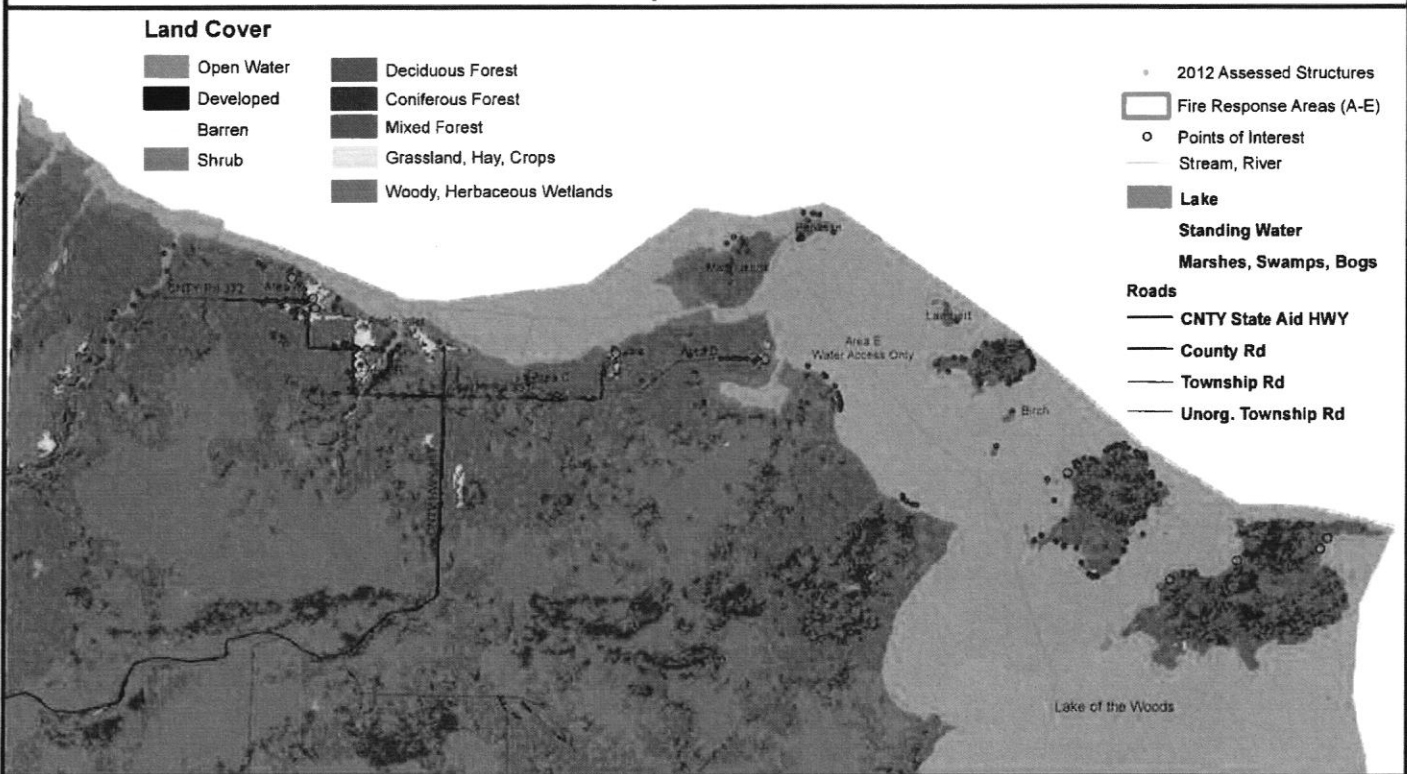 Land Cover
Open Water
Developed
Barren
Shrub
Deciduous Forest
Coniferous Forest
Mixed Forest
Grassland, Hay, Crops
Woody, Herbaceous Wetlands
2012 Assessed Structures
Fire Response Areas (A-E)
Points of Interest
Stream, River
Lake
Standing Water
Marshes, Swamps, Bogs
Roads
CNTY State Aid HWY
County Rd
Township Rd
Unorg. Township Rd
CNTY Rd 372
Area E
Water Access Only
Birch
Lake of the Woods